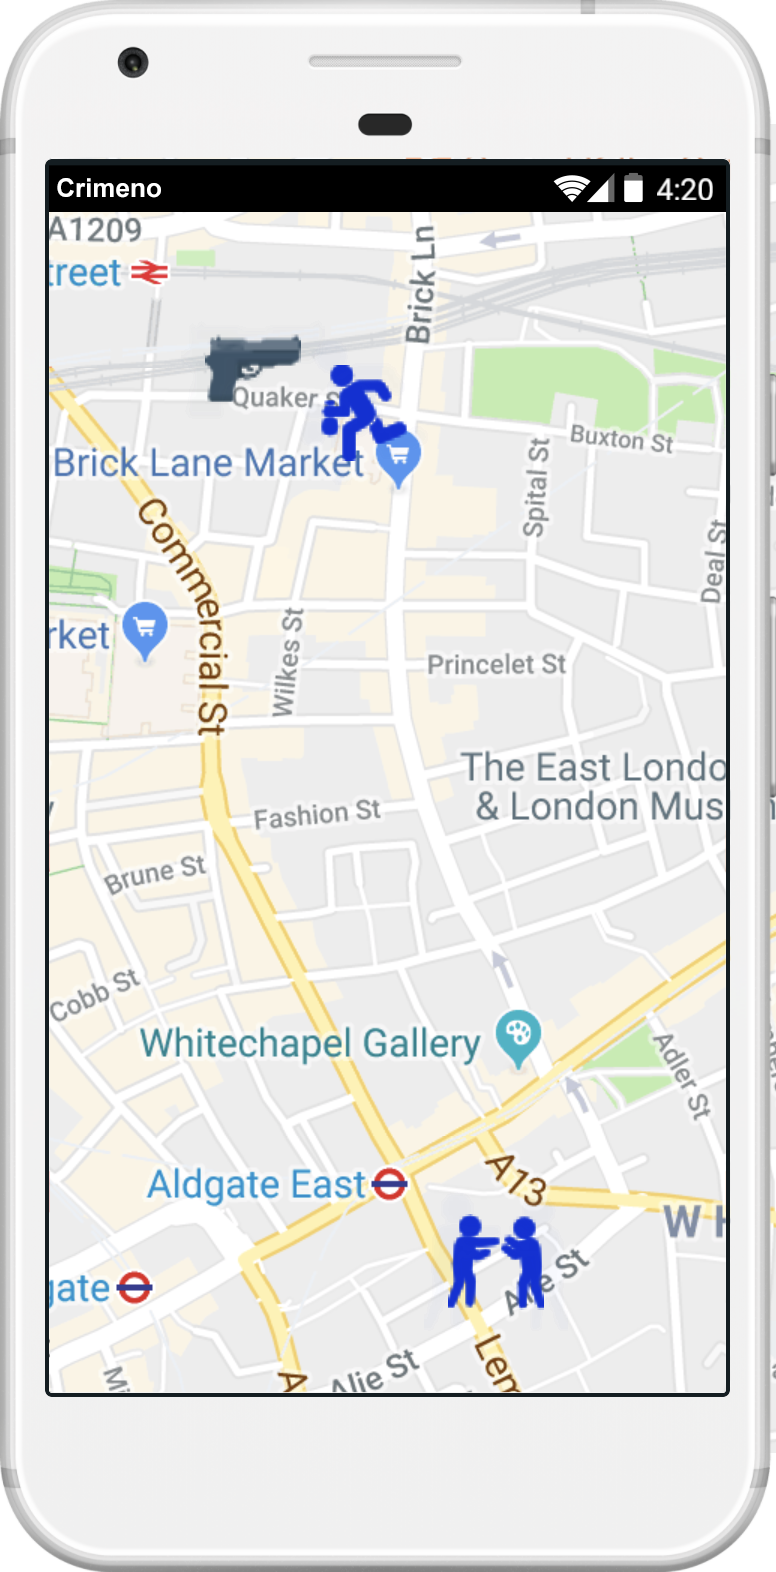 Crimeno
4:20
A1209
treet
Brick Ln
Quaker S
Buxton St
Brick Lane Market
Spital St
Commercial St
Deal St
rket
Wilkes St
Princelet St
The East Londo
& London Mus
Fashion St
Brune St
Cobb St
Whitechapel Gallery
Adler St
Aldgate East
A13
W H
gate
Alie St
Alie St
Lem
A
Mi